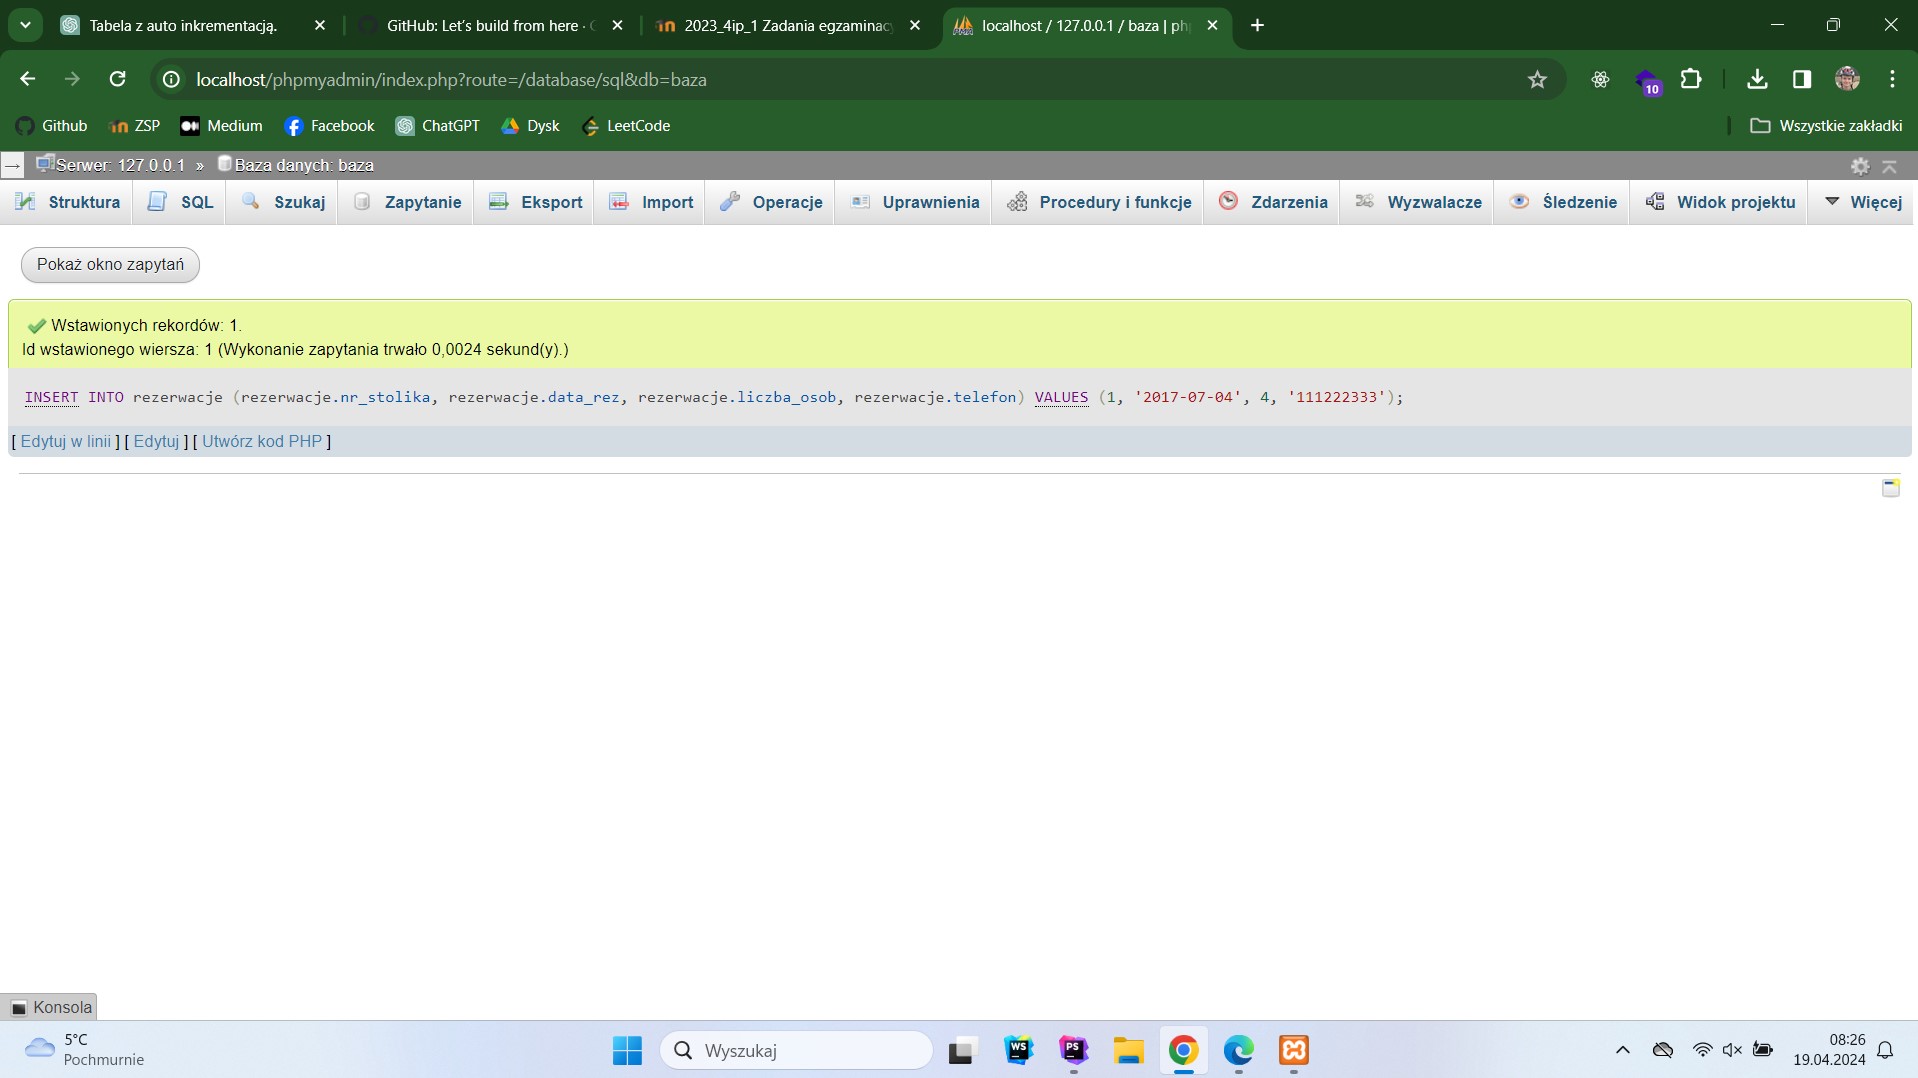 Tabela z auto inkrementacją.
GitHub: Let's build from here ·
2023_4ip_1 Zadania egzaminac
localhost / 127.0.0.1 / baza | ph
localhost/phpmyadmin/index.php?route=/database/sql&db=baza
10
Github
ZSP
Medium
Facebook
ChatGPT
Dysk
LeetCode
Wszystkie zakładki
Serwer: 127.0.0.1 » Baza danych: baza
Struktura
SQL
Szukaj
Zapytanie
Eksport
Import
Operacje
Uprawnienia
Procedury i funkcje
Zdarzenia
Wyzwalacze
Śledzenie
Widok projektu
Więcej
Pokaż okno zapytań
Wstawionych rekordów: 1.
Id wstawionego wiersza: 1 (Wykonanie zapytania trwało 0,0024 sekund(y).)
INSERT INTO rezerwacje (rezerwacje.nr_stolika, rezerwacje.data_rez, rezerwacje.liczba_osob, rezerwacje.telefon) VALUES (1, '2017-07-04', 4, '111222333');
[ Edytuj w linii ] [ Edytuj ] [ Utwórz kod PHP ]
Konsola
5°C
Pochmurnie
Wyszukaj
WS
PS
08:26
19.04.2024